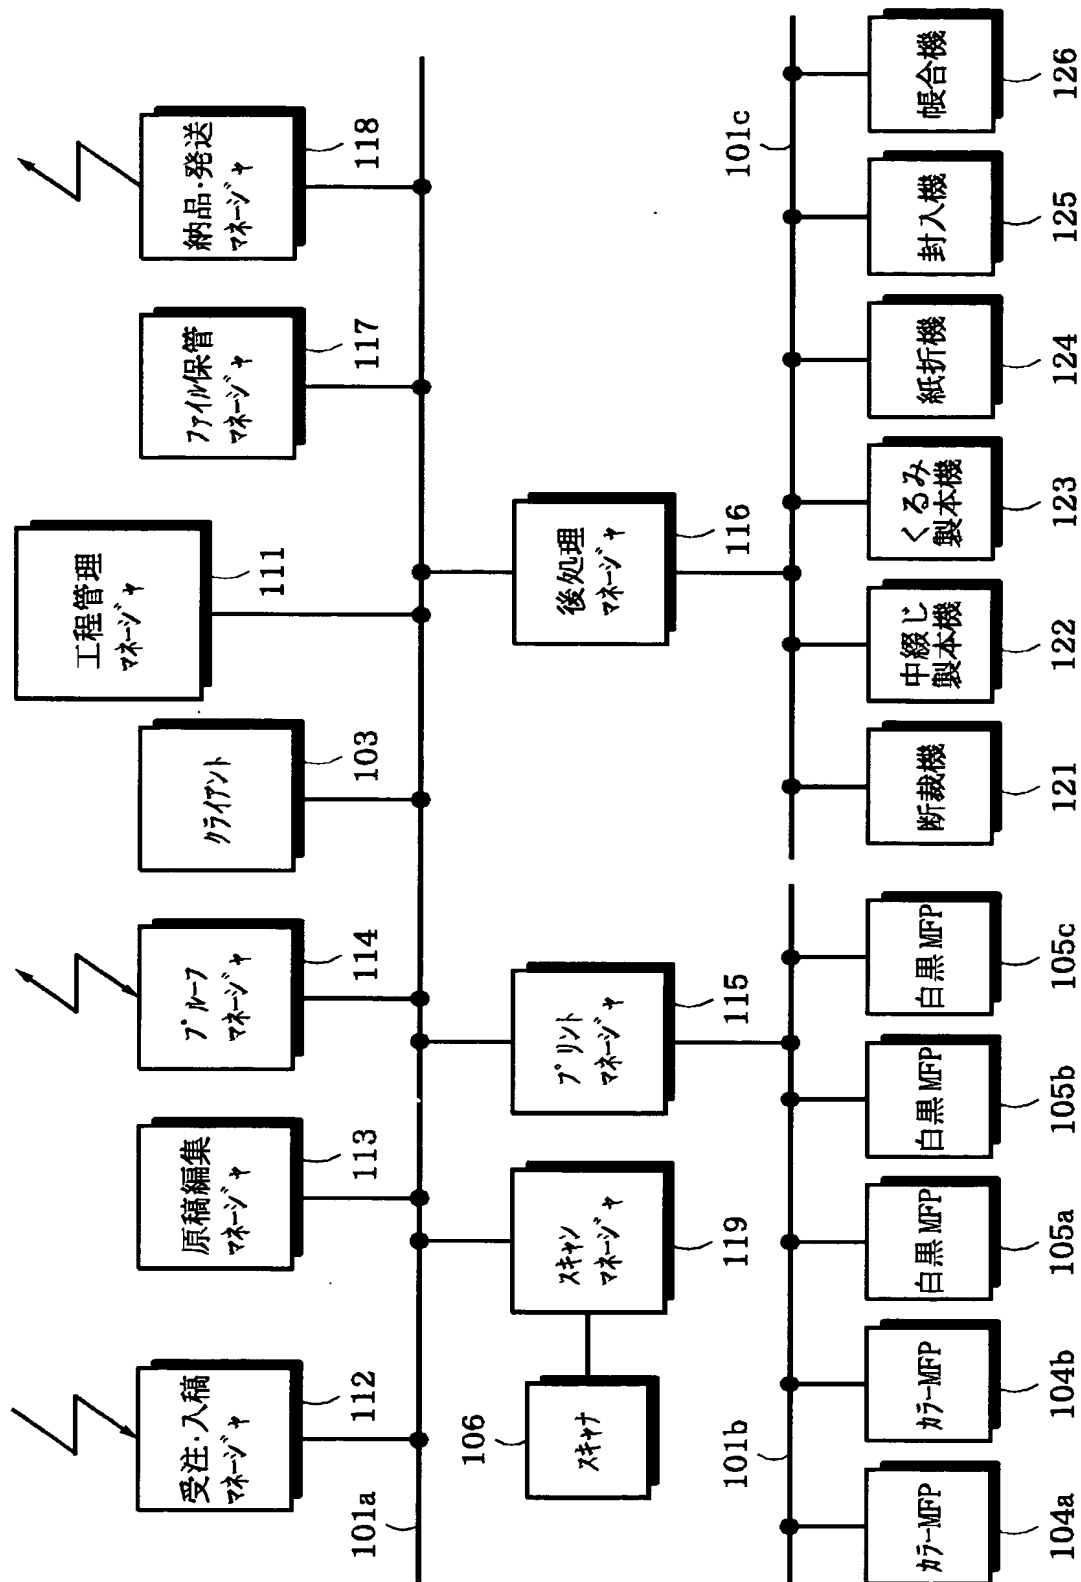 受注・入稿
マネージャ
112
原稿編集
マネージャ
113
プルーフ
マネージャ
114
クライアント
103
工程管理
マネージャ
111
ファイル保管
マネージャ
117
納品・発送
マネージャ
118
101a
スキャナ
106
スキャン
マネージャ
119
プリント
マネージャ
115
後処理
マネージャ
116
101b
101c
カラーMFP
104a
カラーMFP
104b
白黒MFP
105a
白黒MFP
105b
白黒MFP
105c
断裁機
121
中綴じ
製本機
122
くるみ
製本機
123
紙折機
124
封入機
125
帳合機
126